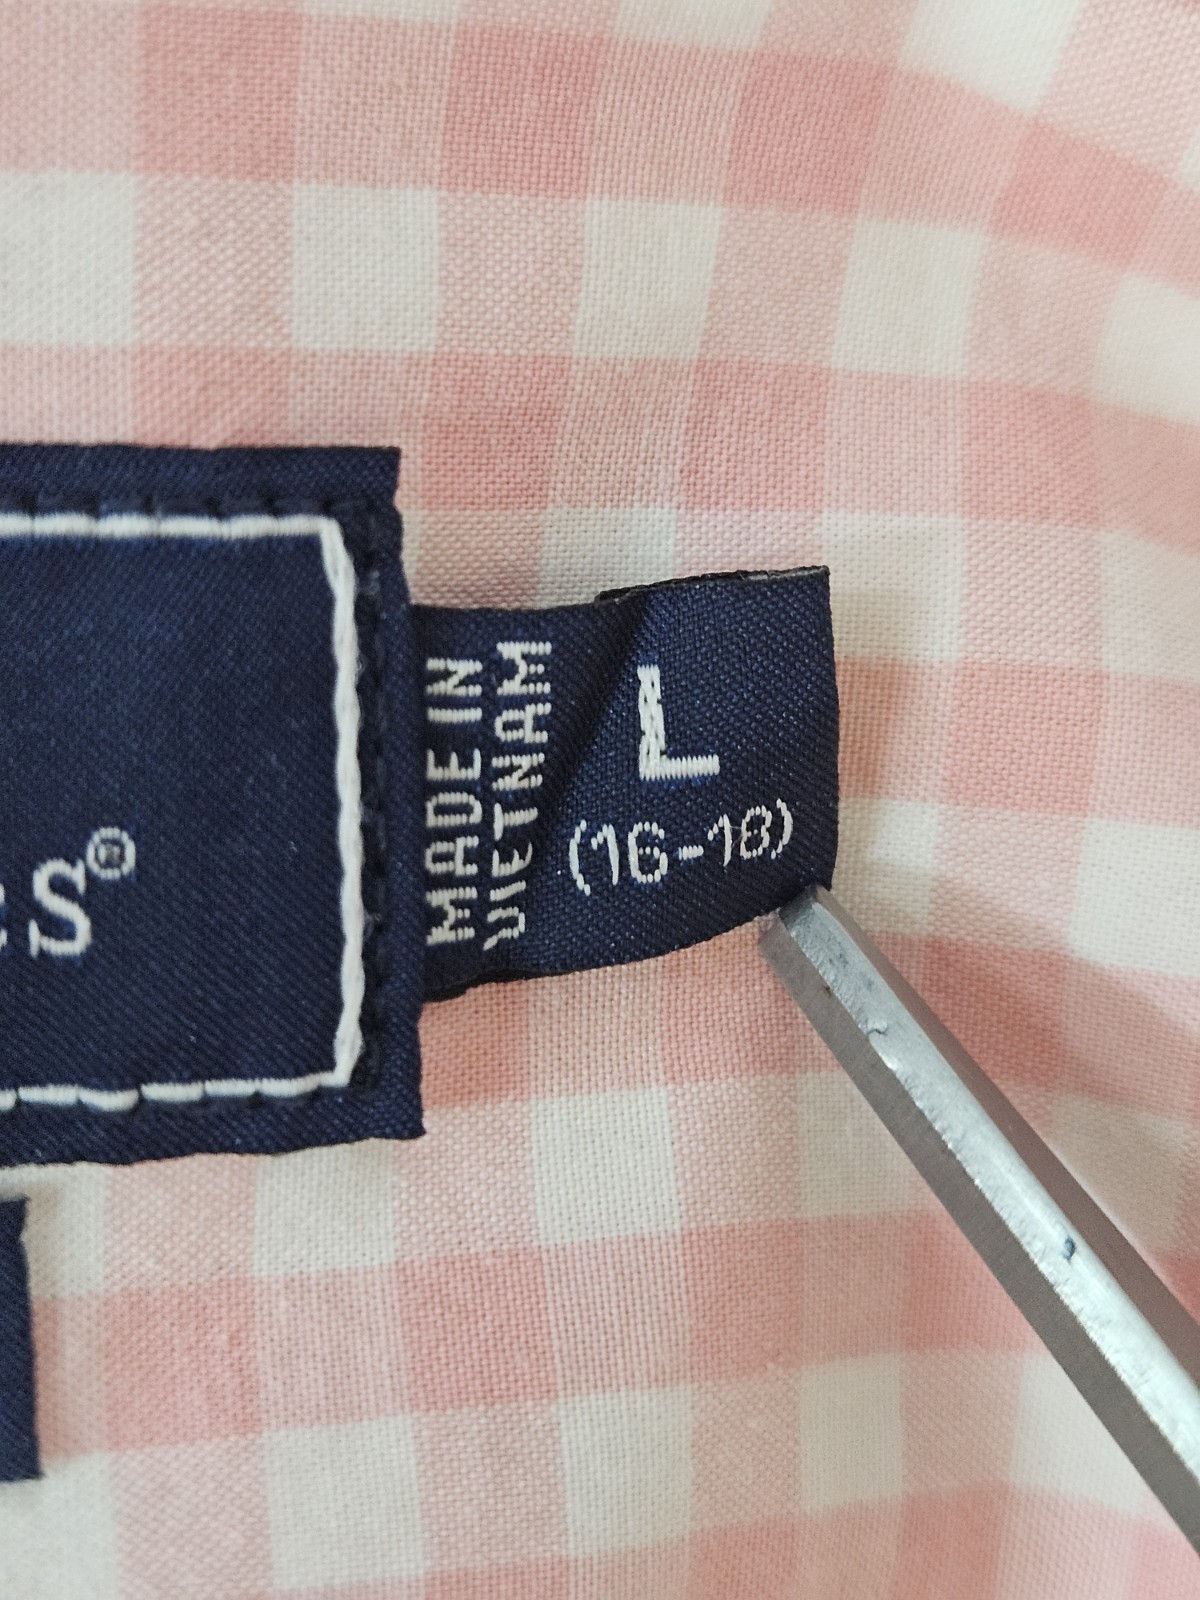 s®
MADE IN
VIETNAM
L
(16-18)